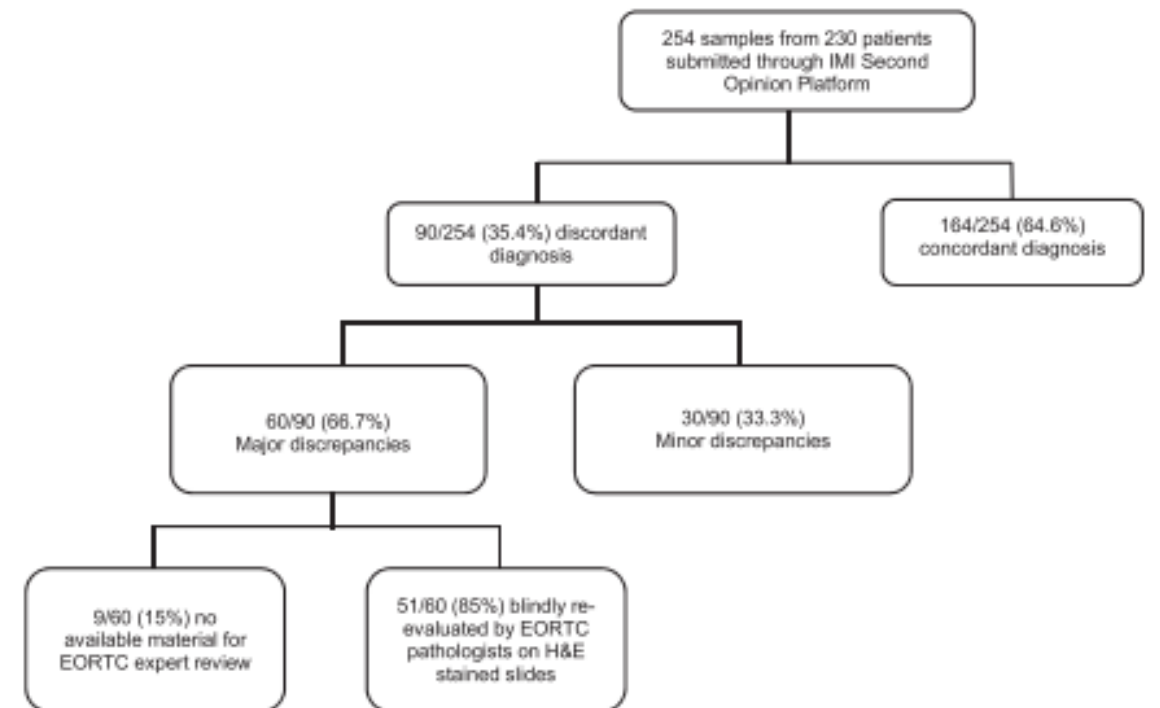 254 samples from 230 patients
submitted through IMI Second
Opinion Platform
90/254 (35.4%) discordant
diagnosis
164/254 (64.6%)
concordant diagnosis
60/90 (66.7%)
Major discrepancies
30/90 (33.3%)
Minor discrepancies
9/60 (15%) no
available material for
EORTC expert review
51/60 (85%) blindly re-
evaluated by EORTC
pathologists on H&E
stained slides